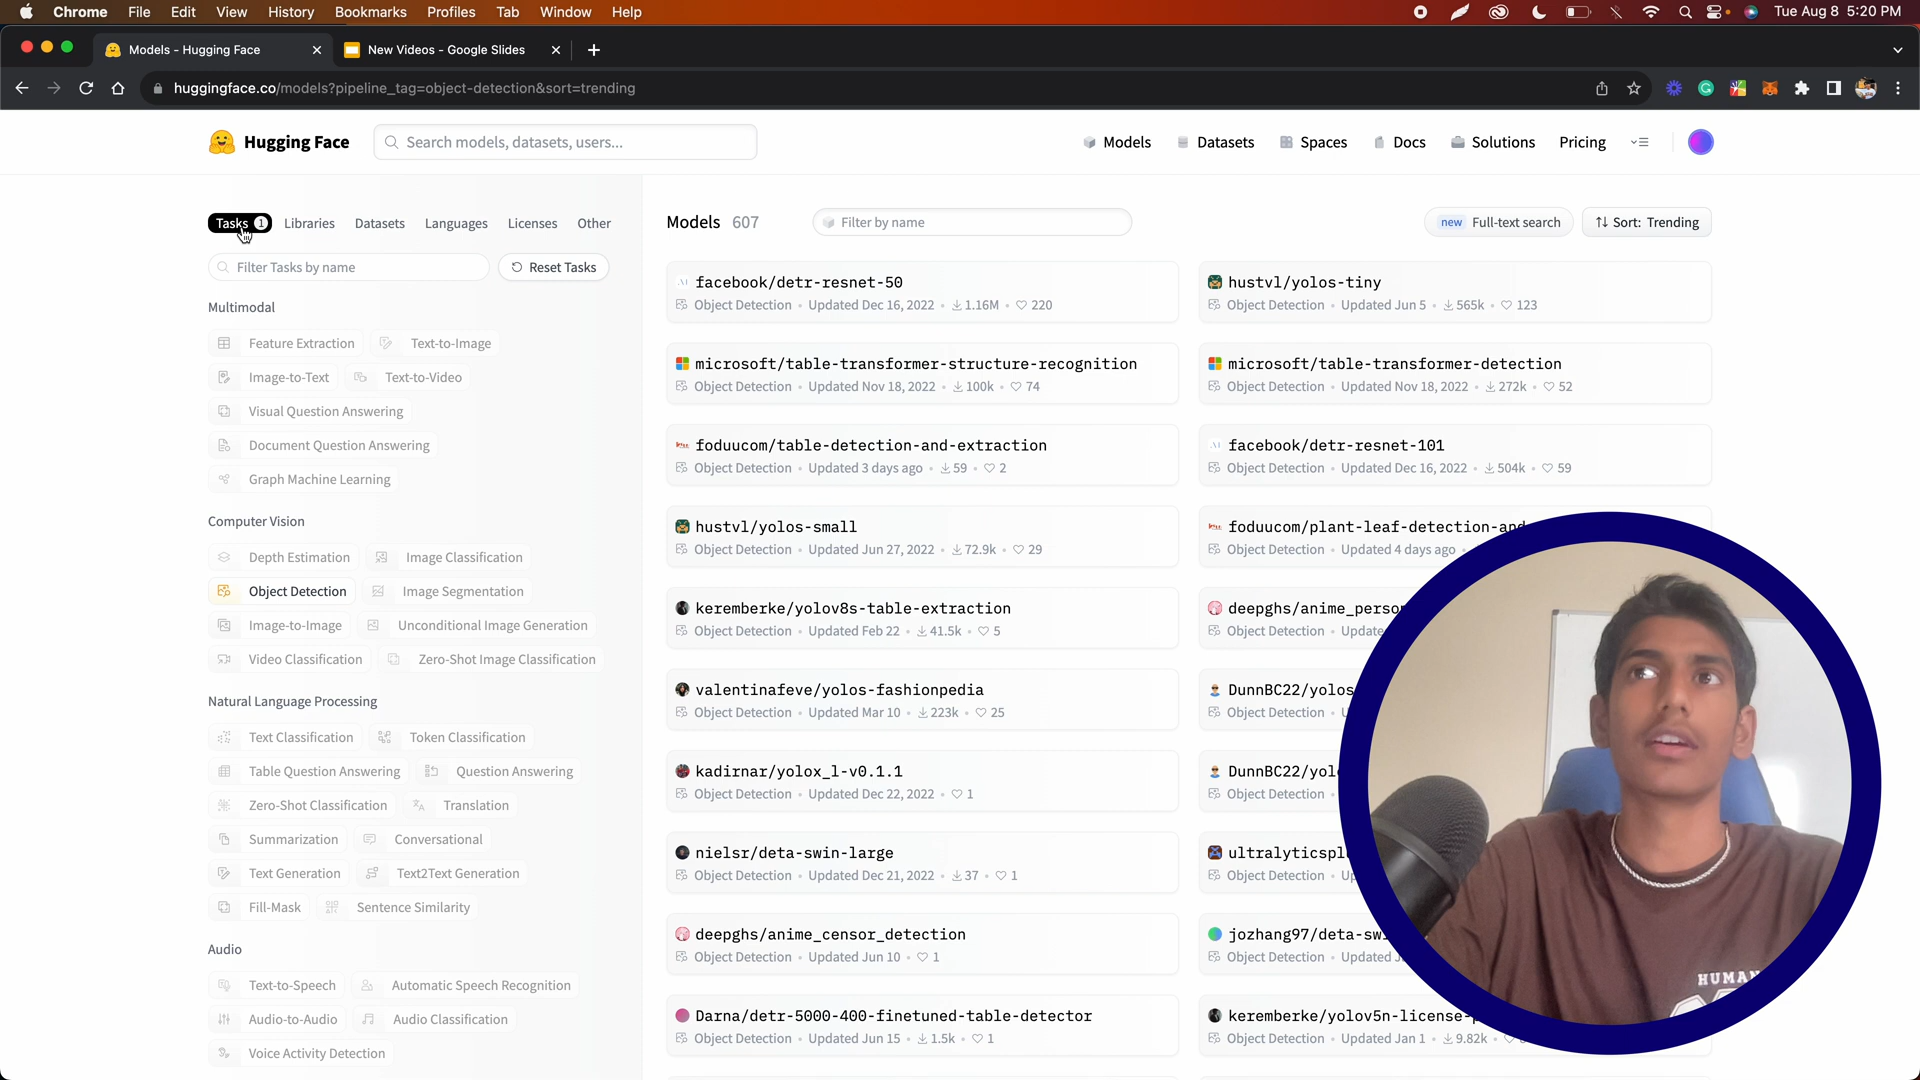 Chrome File Edit View History Bookmarks Profiles Tab Window Help Tue Aug 8 5:20 PM
Models - Hugging Face New Videos - Google Slides
huggingface.co/models?pipeline_tag=object-detection&sort=trending
Hugging Face Search models, datasets, users... Models Datasets Spaces Docs Solutions Pricing
Tasks 1 Libraries Datasets Languages Licenses Other
Filter Tasks by name Reset Tasks
Multimodal
Feature Extraction Text-to-Image
Image-to-Text Text-to-Video
Visual Question Answering
Document Question Answering
Graph Machine Learning
Computer Vision
Depth Estimation Image Classification
Object Detection Image Segmentation
Image-to-Image Unconditional Image Generation
Video Classification Zero-Shot Image Classification
Natural Language Processing
Text Classification Token Classification
Table Question Answering Question Answering
Zero-Shot Classification Translation
Summarization Conversational
Text Generation Text2Text Generation
Fill-Mask Sentence Similarity
Audio
Text-to-Speech Automatic Speech Recognition
Audio-to-Audio Audio Classification
Voice Activity Detection
Models 607 Filter by name new Full-text search Sort: Trending
facebook/detr-resnet-50
Object Detection • Updated Dec 16, 2022 • 1.16M • 220
hustvl/yolos-tiny
Object Detection • Updated Jun 5 • 565k • 123
microsoft/table-transformer-structure-recognition
Object Detection • Updated Nov 18, 2022 • 100k • 74
microsoft/table-transformer-detection
Object Detection • Updated Nov 18, 2022 • 272k • 52
foduucom/table-detection-and-extraction
Object Detection • Updated 3 days ago • 59 • 2
facebook/detr-resnet-101
Object Detection • Updated Dec 16, 2022 • 504k • 59
hustvl/yolos-small
Object Detection • Updated Jun 27, 2022 • 72.9k • 29
foduucom/plant-leaf-detection-and
Object Detection • Updated 4 days ago •
keremberke/yolov8s-table-extraction
Object Detection • Updated Feb 22 • 41.5k • 5
deepghs/anime_perso
Object Detection • Update
valentinafeve/yolos-fashionpedia
Object Detection • Updated Mar 10 • 223k • 25
DunnBC22/yolos
Object Detection • U
kadirnar/yolox_l-v0.1.1
Object Detection • Updated Dec 22, 2022 • 1
DunnBC22/yol
Object Detection •
nielsr/deta-swin-large
Object Detection • Updated Dec 21, 2022 • 37 • 1
ultralyticspl
Object Detection • Up
deepghs/anime_censor_detection
Object Detection • Updated Jun 10 • 1
jozhang97/deta-sw
Object Detection • Updated J
Darna/detr-5000-400-finetuned-table-detector
Object Detection • Updated Jun 15 • 1.5k • 1
keremberke/yolov5n-license-p
Object Detection • Updated Jan 1 • 9.82k •
HUMAN